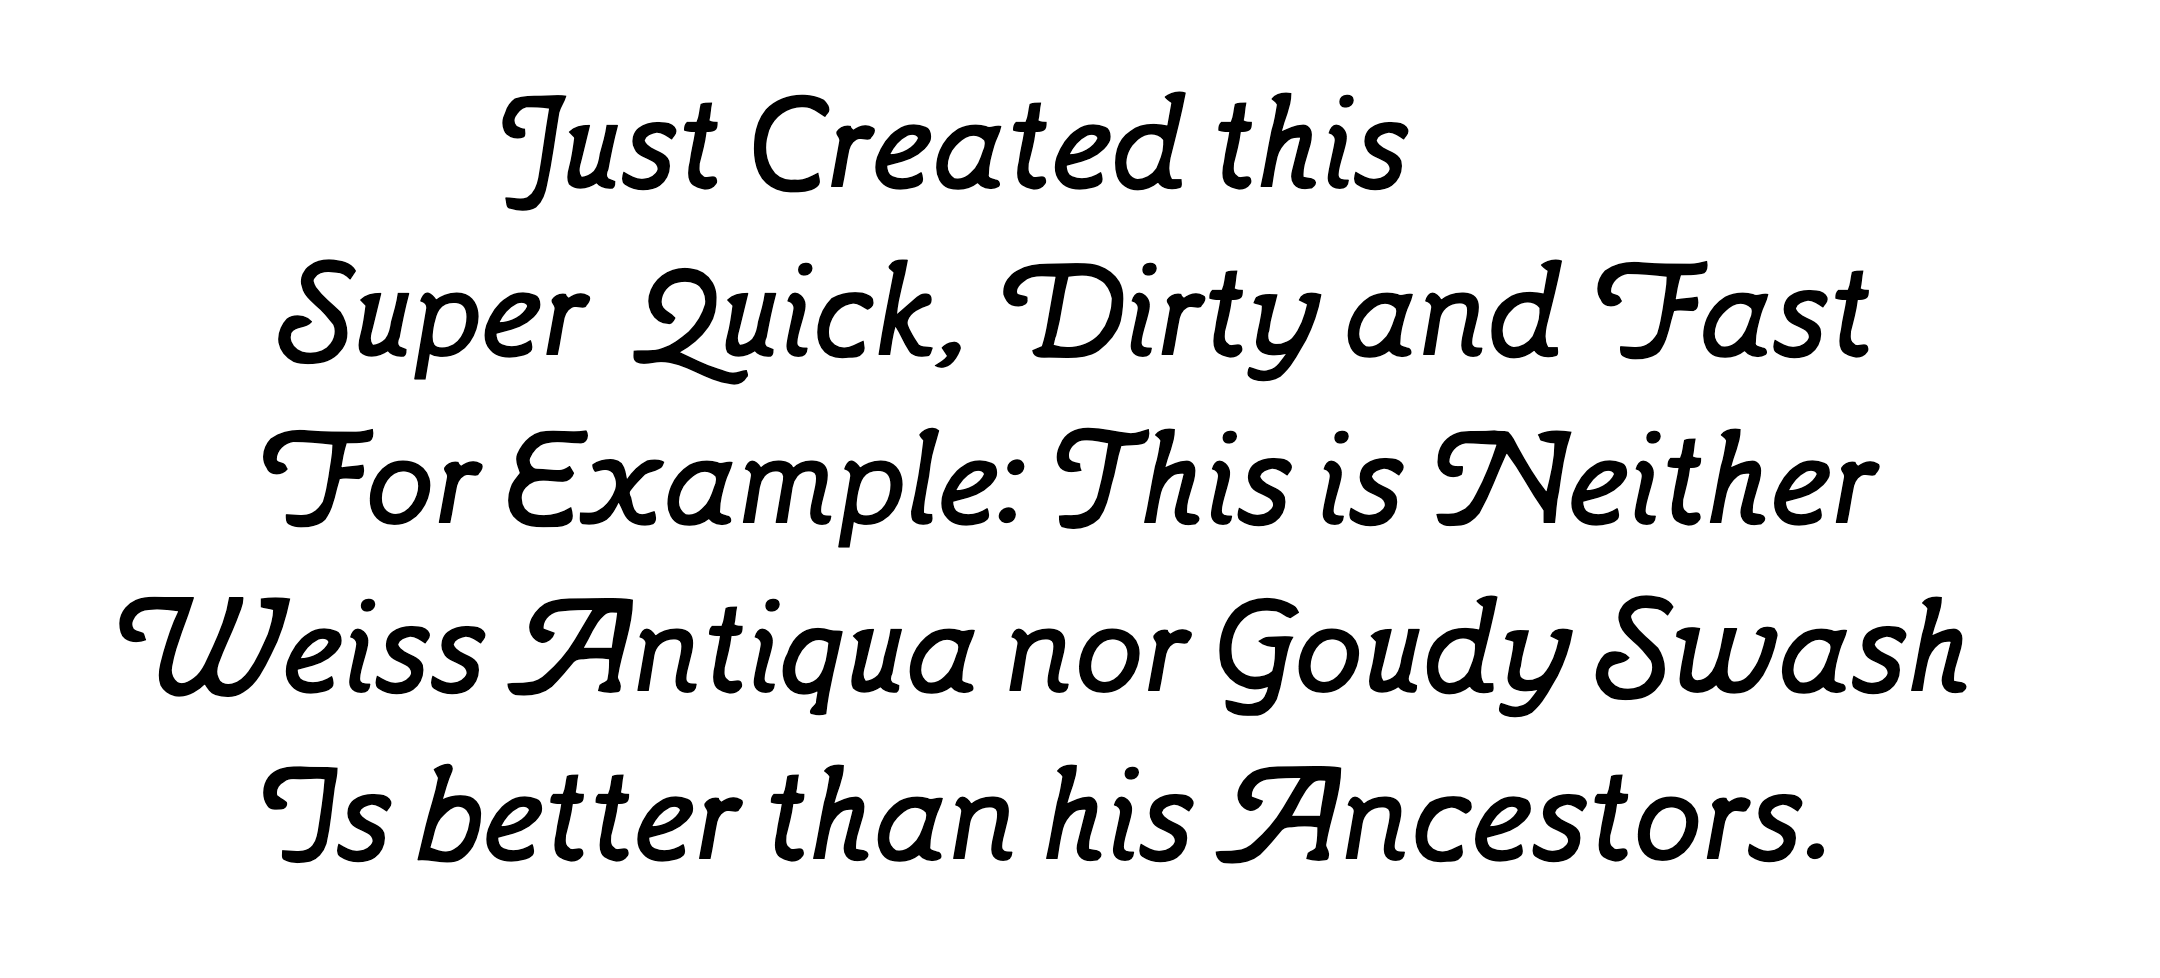 Just Created this
Super Quick, Dirty and Fast
For Example: This is Neither
Weiss Antiqua nor Goudy Swash
Is better than his Ancestors.